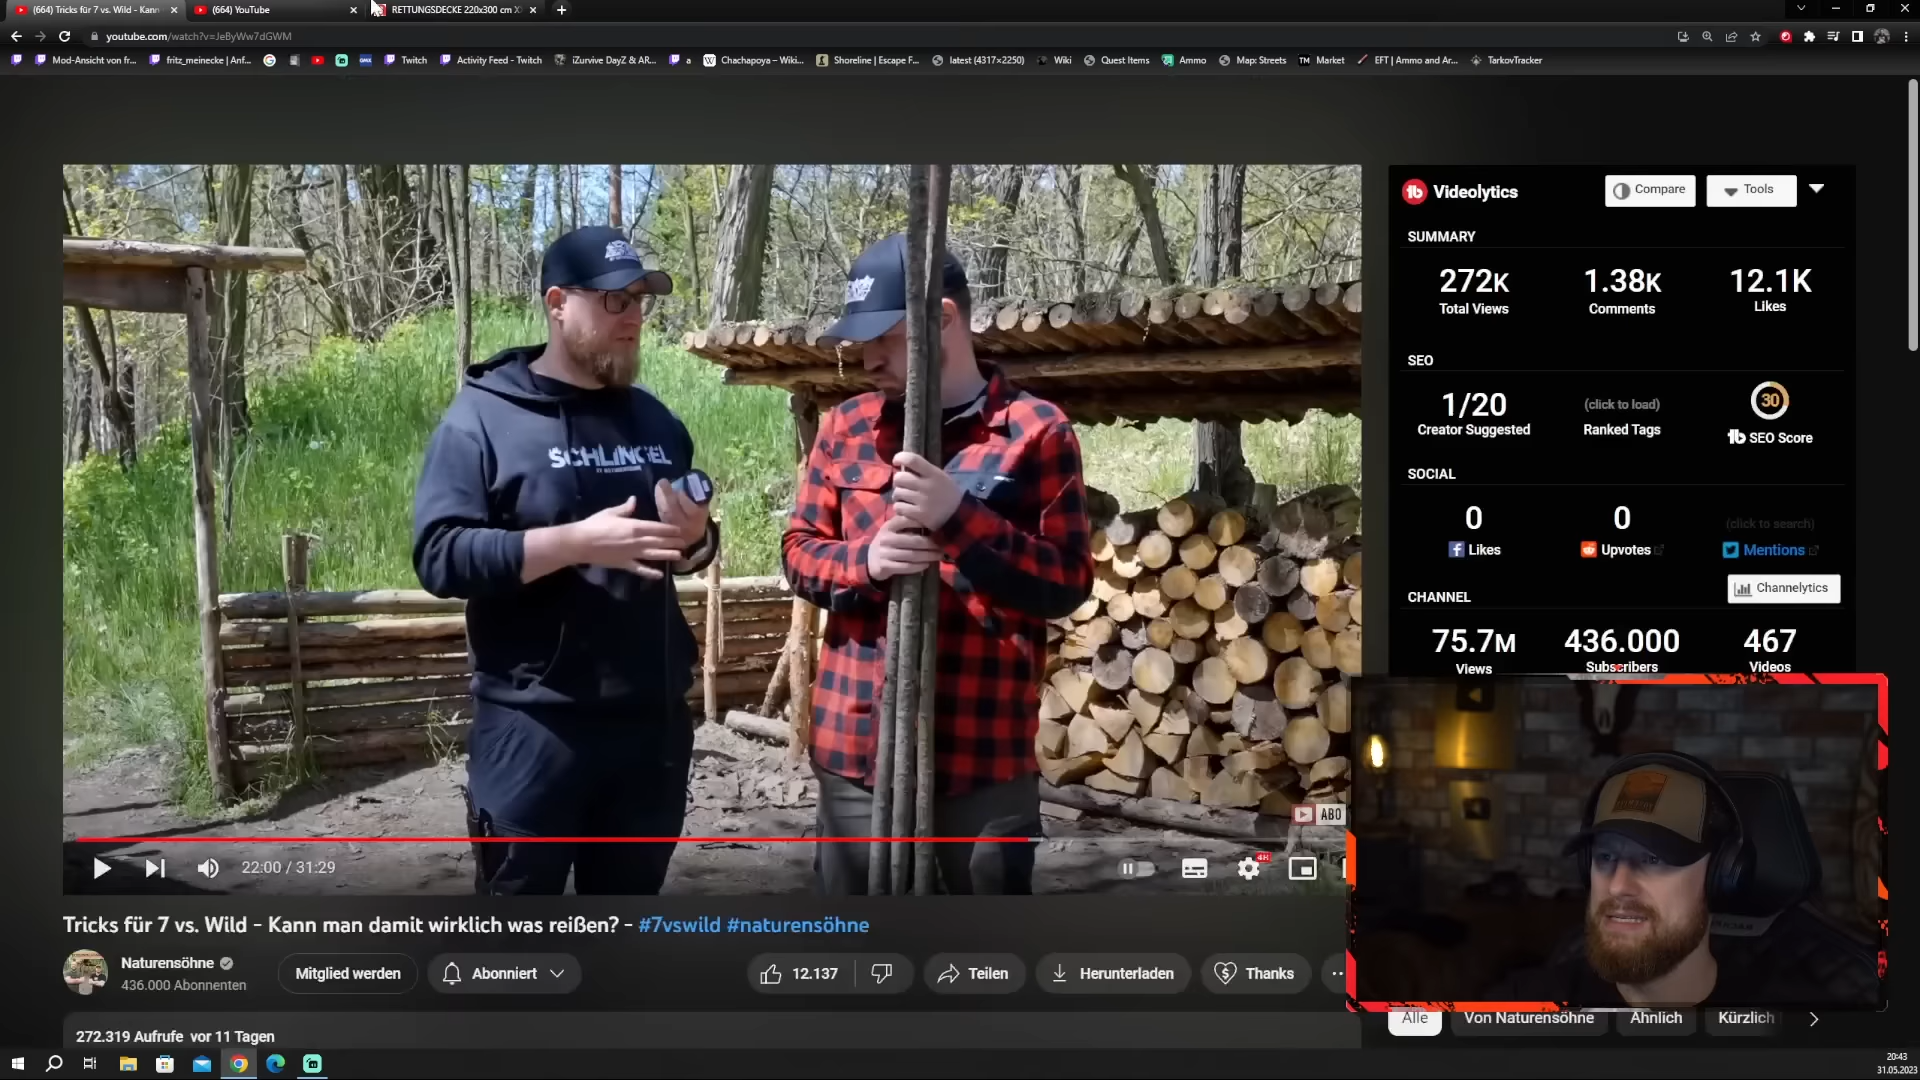 (664) Tricks für 7 vs. Wild - Kann
(664) YouTube
RETTUNGSDECKE 220x300 cm X
youtube.com/watch?v=JeByWw7dGWM
Mod-Ansicht von fr...
fritz_meinecke | Anf...
Twitch
Activity Feed - Twitch
iZurvive DayZ & AR...
a
Chachapoya – Wiki...
Shoreline | Escape F...
latest (4317×2250)
Wiki
Quest Items
Ammo
Map: Streets
TM Market
EFT | Ammo and Ar...
TarkovTracker
Videolytics
Compare
Tools
SUMMARY
272K
1.38K
12.1K
Total Views
Comments
Likes
SEO
1/20
(click to load)
30
Creator Suggested
Ranked Tags
SEO Score
SOCIAL
0
0
(click to search)
Likes
Upvotes
Mentions
CHANNEL
Channelytics
75.7M
436.000
467
Views
Subscribers
Videos
SCHLINGEL
ABO
22:00 / 31:29
Tricks für 7 vs. Wild - Kann man damit wirklich was reißen? - #7vswild #naturensöhne
Naturensöhne
436.000 Abonnenten
Mitglied werden
Abonniert
12.137
Teilen
Herunterladen
Thanks
272.319 Aufrufe vor 11 Tagen
Alle
Von Naturensöhne
Ähnlich
Kürzlich
20:43
31.05.2023